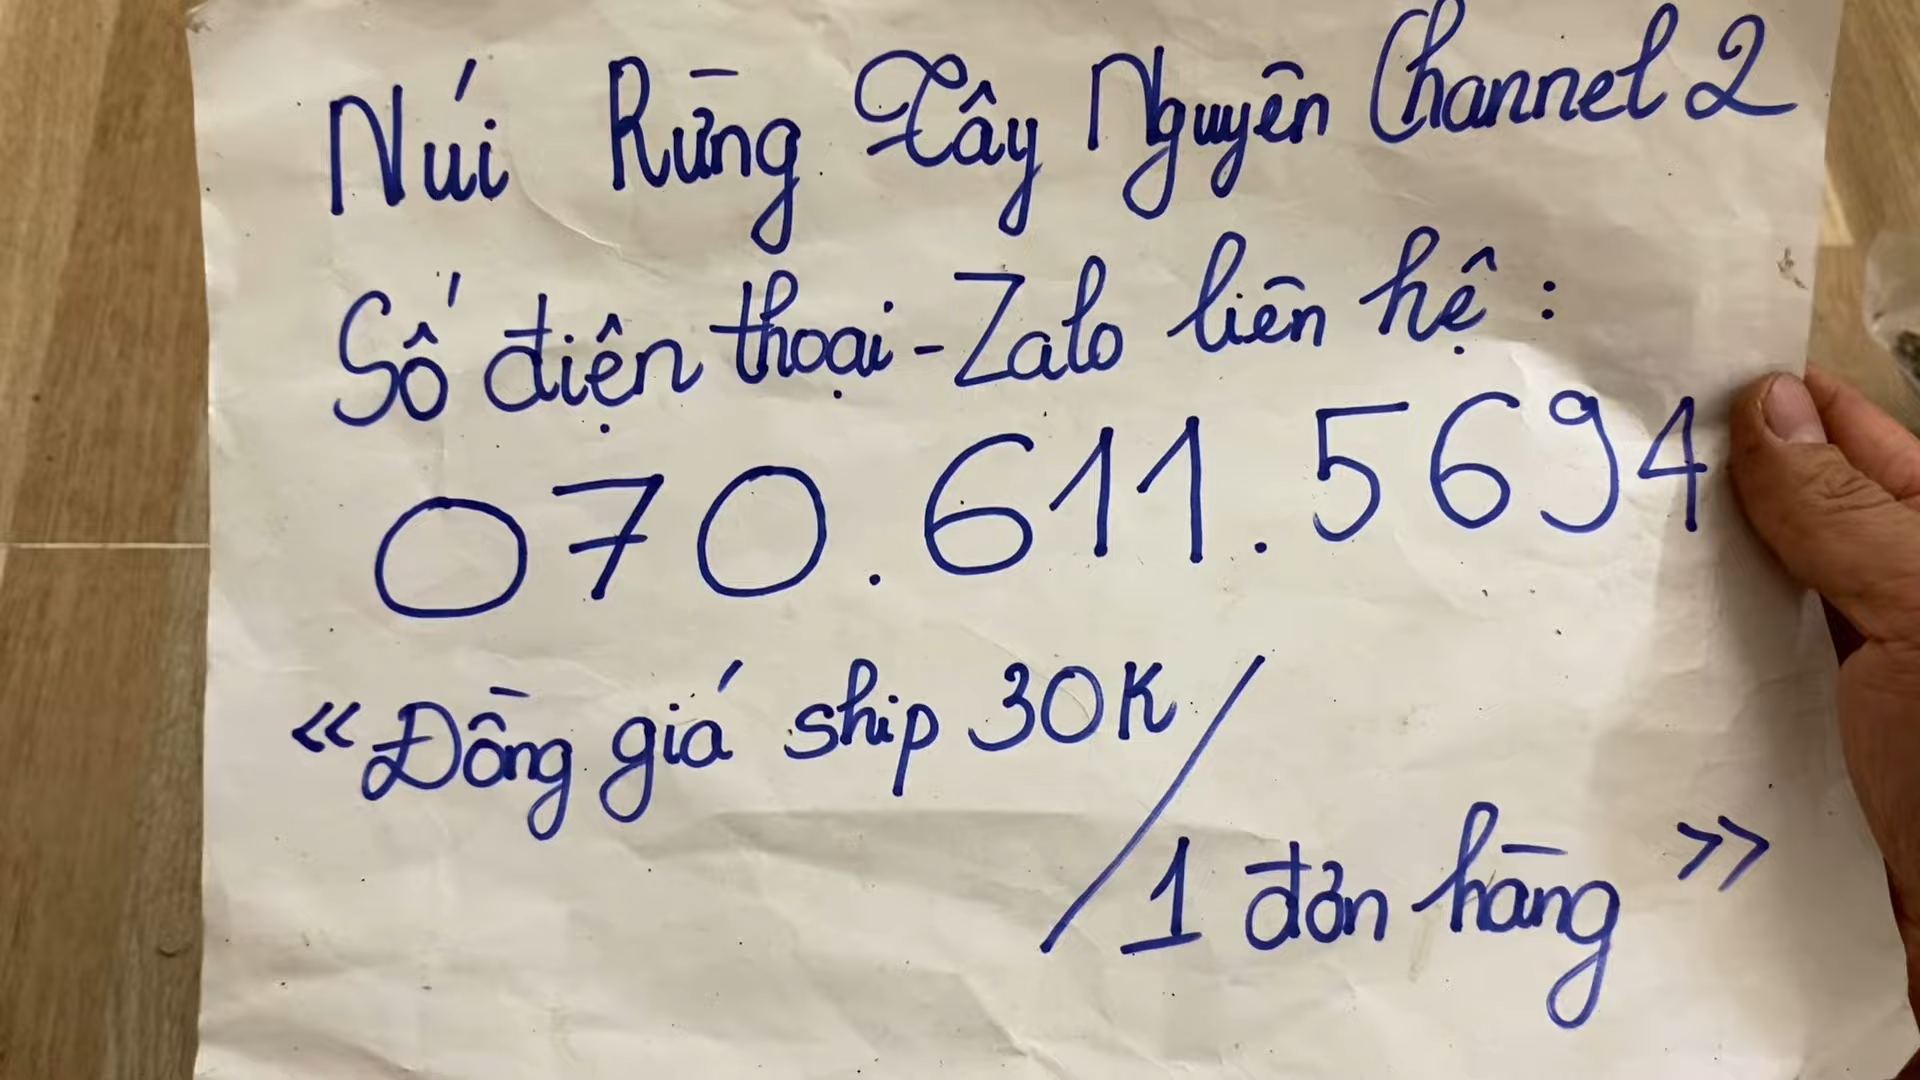 Núi Rừng Tây Nguyên Channel 2
Số điện thoại - Zalo liên hệ :
070.611.5694
"Đồng giá ship 30K/
1 đơn hàng"